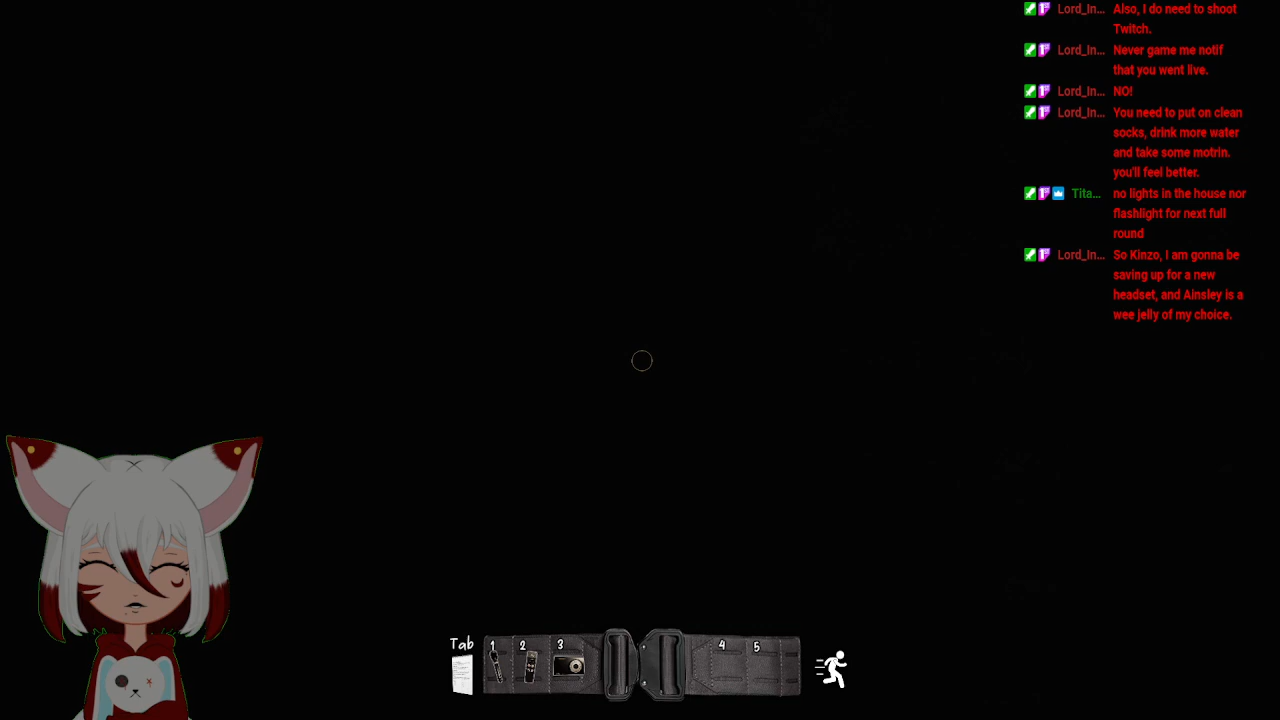 Lord_In... Also, I do need to shoot
Twitch.
Lord_In... Never game me notif
that you went live.
Lord_In... NO!
Lord_In... You need to put on clean
socks, drink more water
and take some motrin.
you'll feel better.
Tita... no lights in the house nor
flashlight for next full
round
Lord_In... So Kinzo, I am gonna be
saving up for a new
headset, and Ainsley is a
wee jelly of my choice.
Tab
1 2 3 4 5